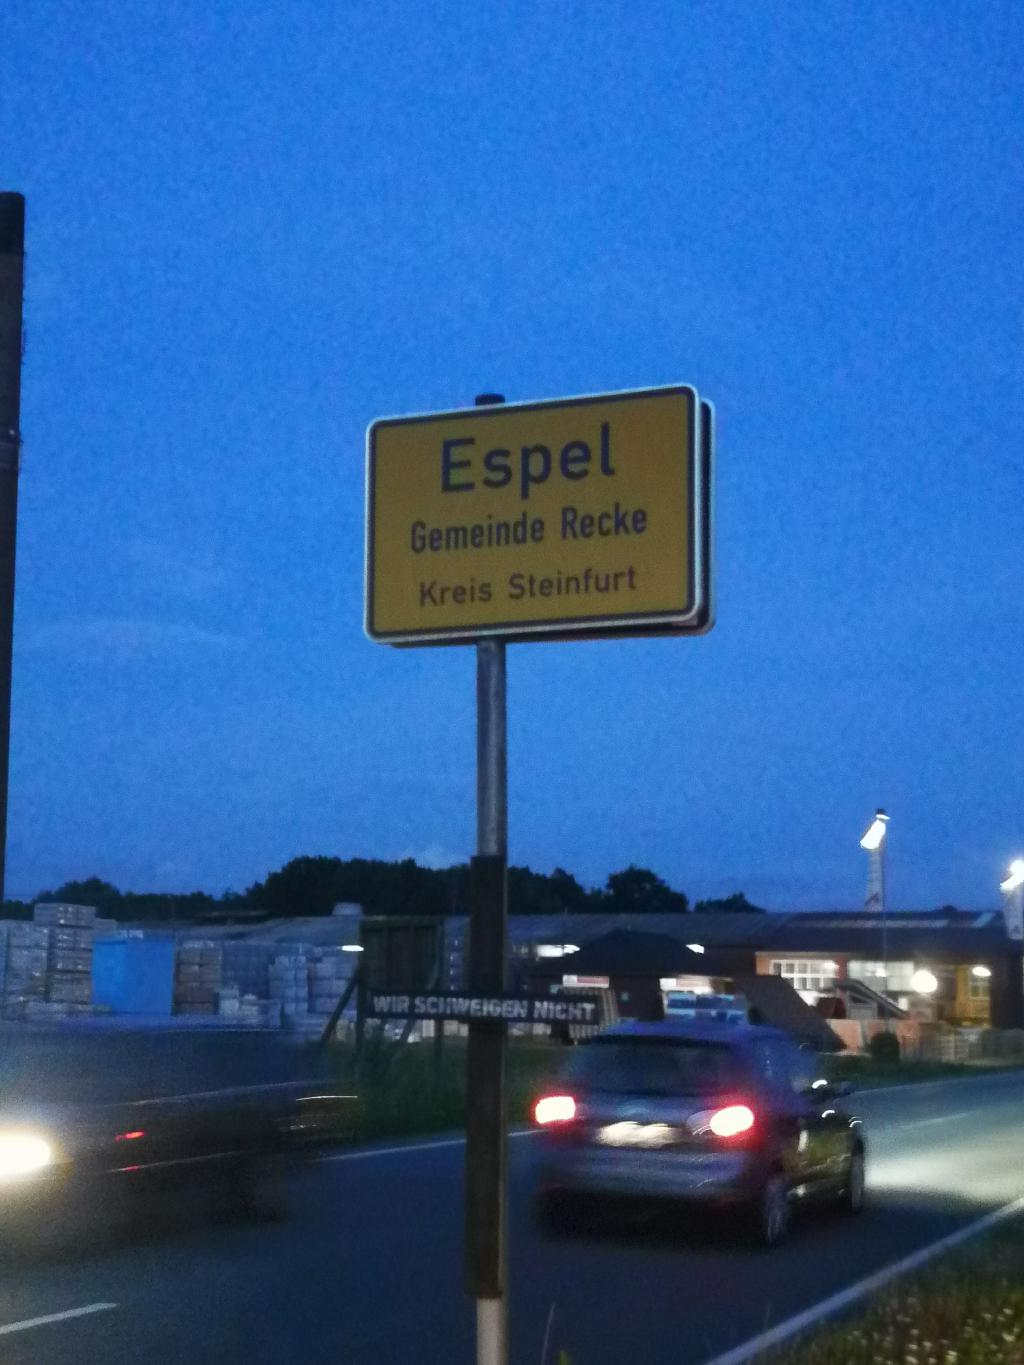 Espel
Gemeinde Recke
Kreis Steinfurt
WIR SCHWEIGEN NICHT